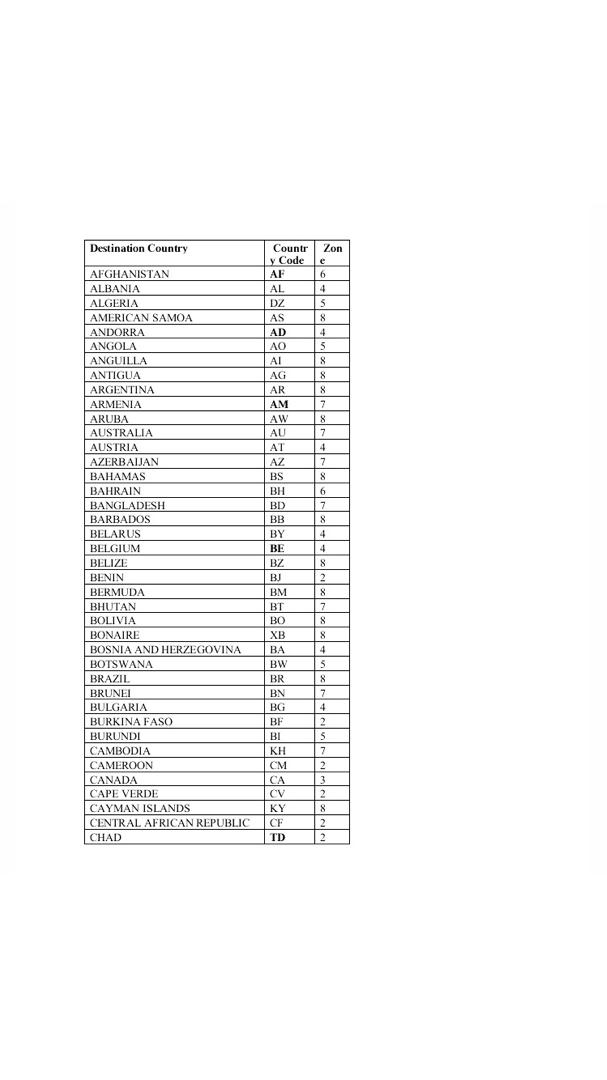 Destination Country Countr Zon
y Code e
AFGHANISTAN AF 6
ALBANIA AL 4
ALGERIA DZ 5
AMERICAN SAMOA AS 8
ANDORRA AD 4
ANGOLA AO 5
ANGUILLA AI 8
ANTIGUA AG 8
ARGENTINA AR 8
ARMENIA AM 7
ARUBA AW 8
AUSTRALIA AU 7
AUSTRIA AT 4
AZERBAIJAN AZ 7
BAHAMAS BS 8
BAHRAIN BH 6
BANGLADESH BD 7
BARBADOS BB 8
BELARUS BY 4
BELGIUM BE 4
BELIZE BZ 8
BENIN BJ 2
BERMUDA BM 8
BHUTAN BT 7
BOLIVIA BO 8
BONAIRE XB 8
BOSNIA AND HERZEGOVINA BA 4
BOTSWANA BW 5
BRAZIL BR 8
BRUNEI BN 7
BULGARIA BG 4
BURKINA FASO BF 2
BURUNDI BI 5
CAMBODIA KH 7
CAMEROON CM 2
CANADA CA 3
CAPE VERDE CV 2
CAYMAN ISLANDS KY 8
CENTRAL AFRICAN REPUBLIC CF 2
CHAD TD 2